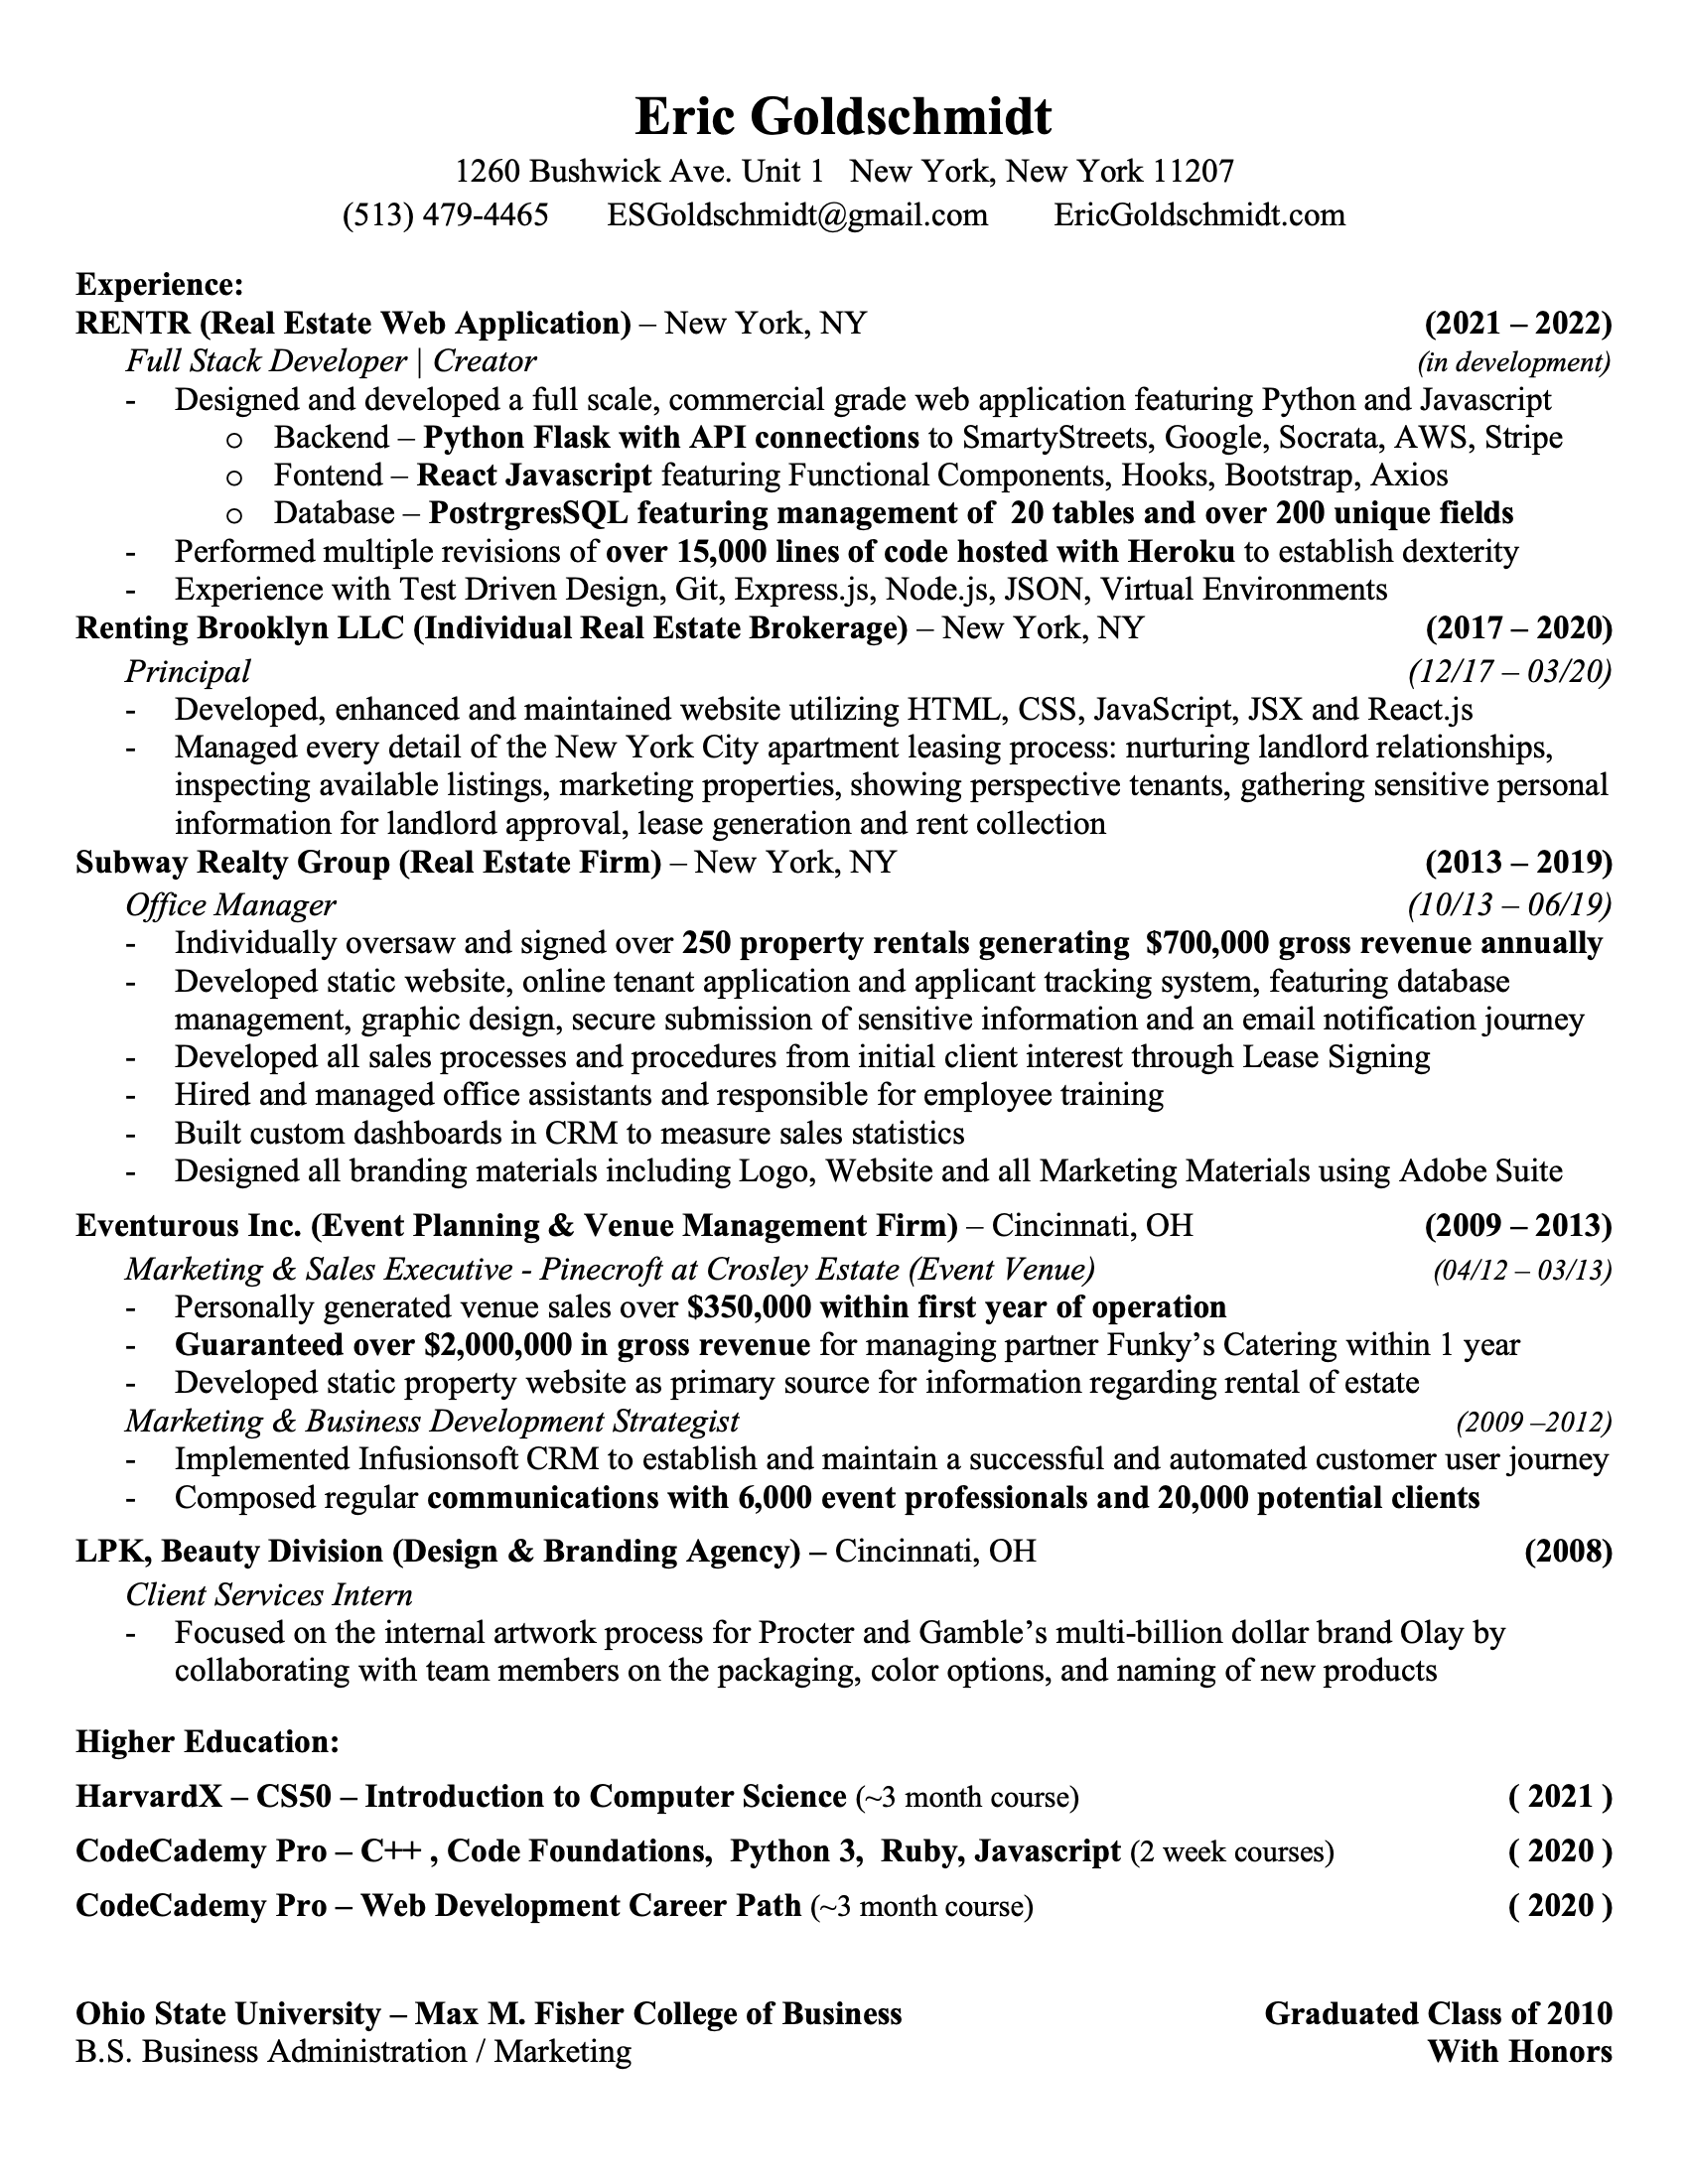 Eric Goldschmidt
1260 Bushwick Ave. Unit 1   New York, New York 11207
(513) 479-4465   ESGoldschmidt@gmail.com   EricGoldschmidt.com
Experience:
RENTR (Real Estate Web Application) – New York, NY (2021 – 2022)
Full Stack Developer | Creator (in development)
- Designed and developed a full scale, commercial grade web application featuring Python and Javascript
o Backend – Python Flask with API connections to SmartyStreets, Google, Socrata, AWS, Stripe
o Fontend – React Javascript featuring Functional Components, Hooks, Bootstrap, Axios
o Database – PostrgresSQL featuring management of  20 tables and over 200 unique fields
- Performed multiple revisions of over 15,000 lines of code hosted with Heroku to establish dexterity
- Experience with Test Driven Design, Git, Express.js, Node.js, JSON, Virtual Environments
Renting Brooklyn LLC (Individual Real Estate Brokerage) – New York, NY (2017 – 2020)
Principal (12/17 – 03/20)
- Developed, enhanced and maintained website utilizing HTML, CSS, JavaScript, JSX and React.js
- Managed every detail of the New York City apartment leasing process: nurturing landlord relationships,
inspecting available listings, marketing properties, showing perspective tenants, gathering sensitive personal
information for landlord approval, lease generation and rent collection
Subway Realty Group (Real Estate Firm) – New York, NY (2013 – 2019)
Office Manager (10/13 – 06/19)
- Individually oversaw and signed over 250 property rentals generating  $700,000 gross revenue annually
- Developed static website, online tenant application and applicant tracking system, featuring database
management, graphic design, secure submission of sensitive information and an email notification journey
- Developed all sales processes and procedures from initial client interest through Lease Signing
- Hired and managed office assistants and responsible for employee training
- Built custom dashboards in CRM to measure sales statistics
- Designed all branding materials including Logo, Website and all Marketing Materials using Adobe Suite
Eventurous Inc. (Event Planning & Venue Management Firm) – Cincinnati, OH (2009 – 2013)
Marketing & Sales Executive - Pinecroft at Crosley Estate (Event Venue) (04/12 – 03/13)
- Personally generated venue sales over $350,000 within first year of operation
- Guaranteed over $2,000,000 in gross revenue for managing partner Funky’s Catering within 1 year
- Developed static property website as primary source for information regarding rental of estate
Marketing & Business Development Strategist (2009 –2012)
- Implemented Infusionsoft CRM to establish and maintain a successful and automated customer user journey
- Composed regular communications with 6,000 event professionals and 20,000 potential clients
LPK, Beauty Division (Design & Branding Agency) – Cincinnati, OH (2008)
Client Services Intern
- Focused on the internal artwork process for Procter and Gamble’s multi-billion dollar brand Olay by
collaborating with team members on the packaging, color options, and naming of new products
Higher Education:
HarvardX – CS50 – Introduction to Computer Science (~3 month course) ( 2021 )
CodeCademy Pro – C++ , Code Foundations,  Python 3,  Ruby, Javascript (2 week courses) ( 2020 )
CodeCademy Pro – Web Development Career Path (~3 month course) ( 2020 )
Ohio State University – Max M. Fisher College of Business Graduated Class of 2010
B.S. Business Administration / Marketing With Honors